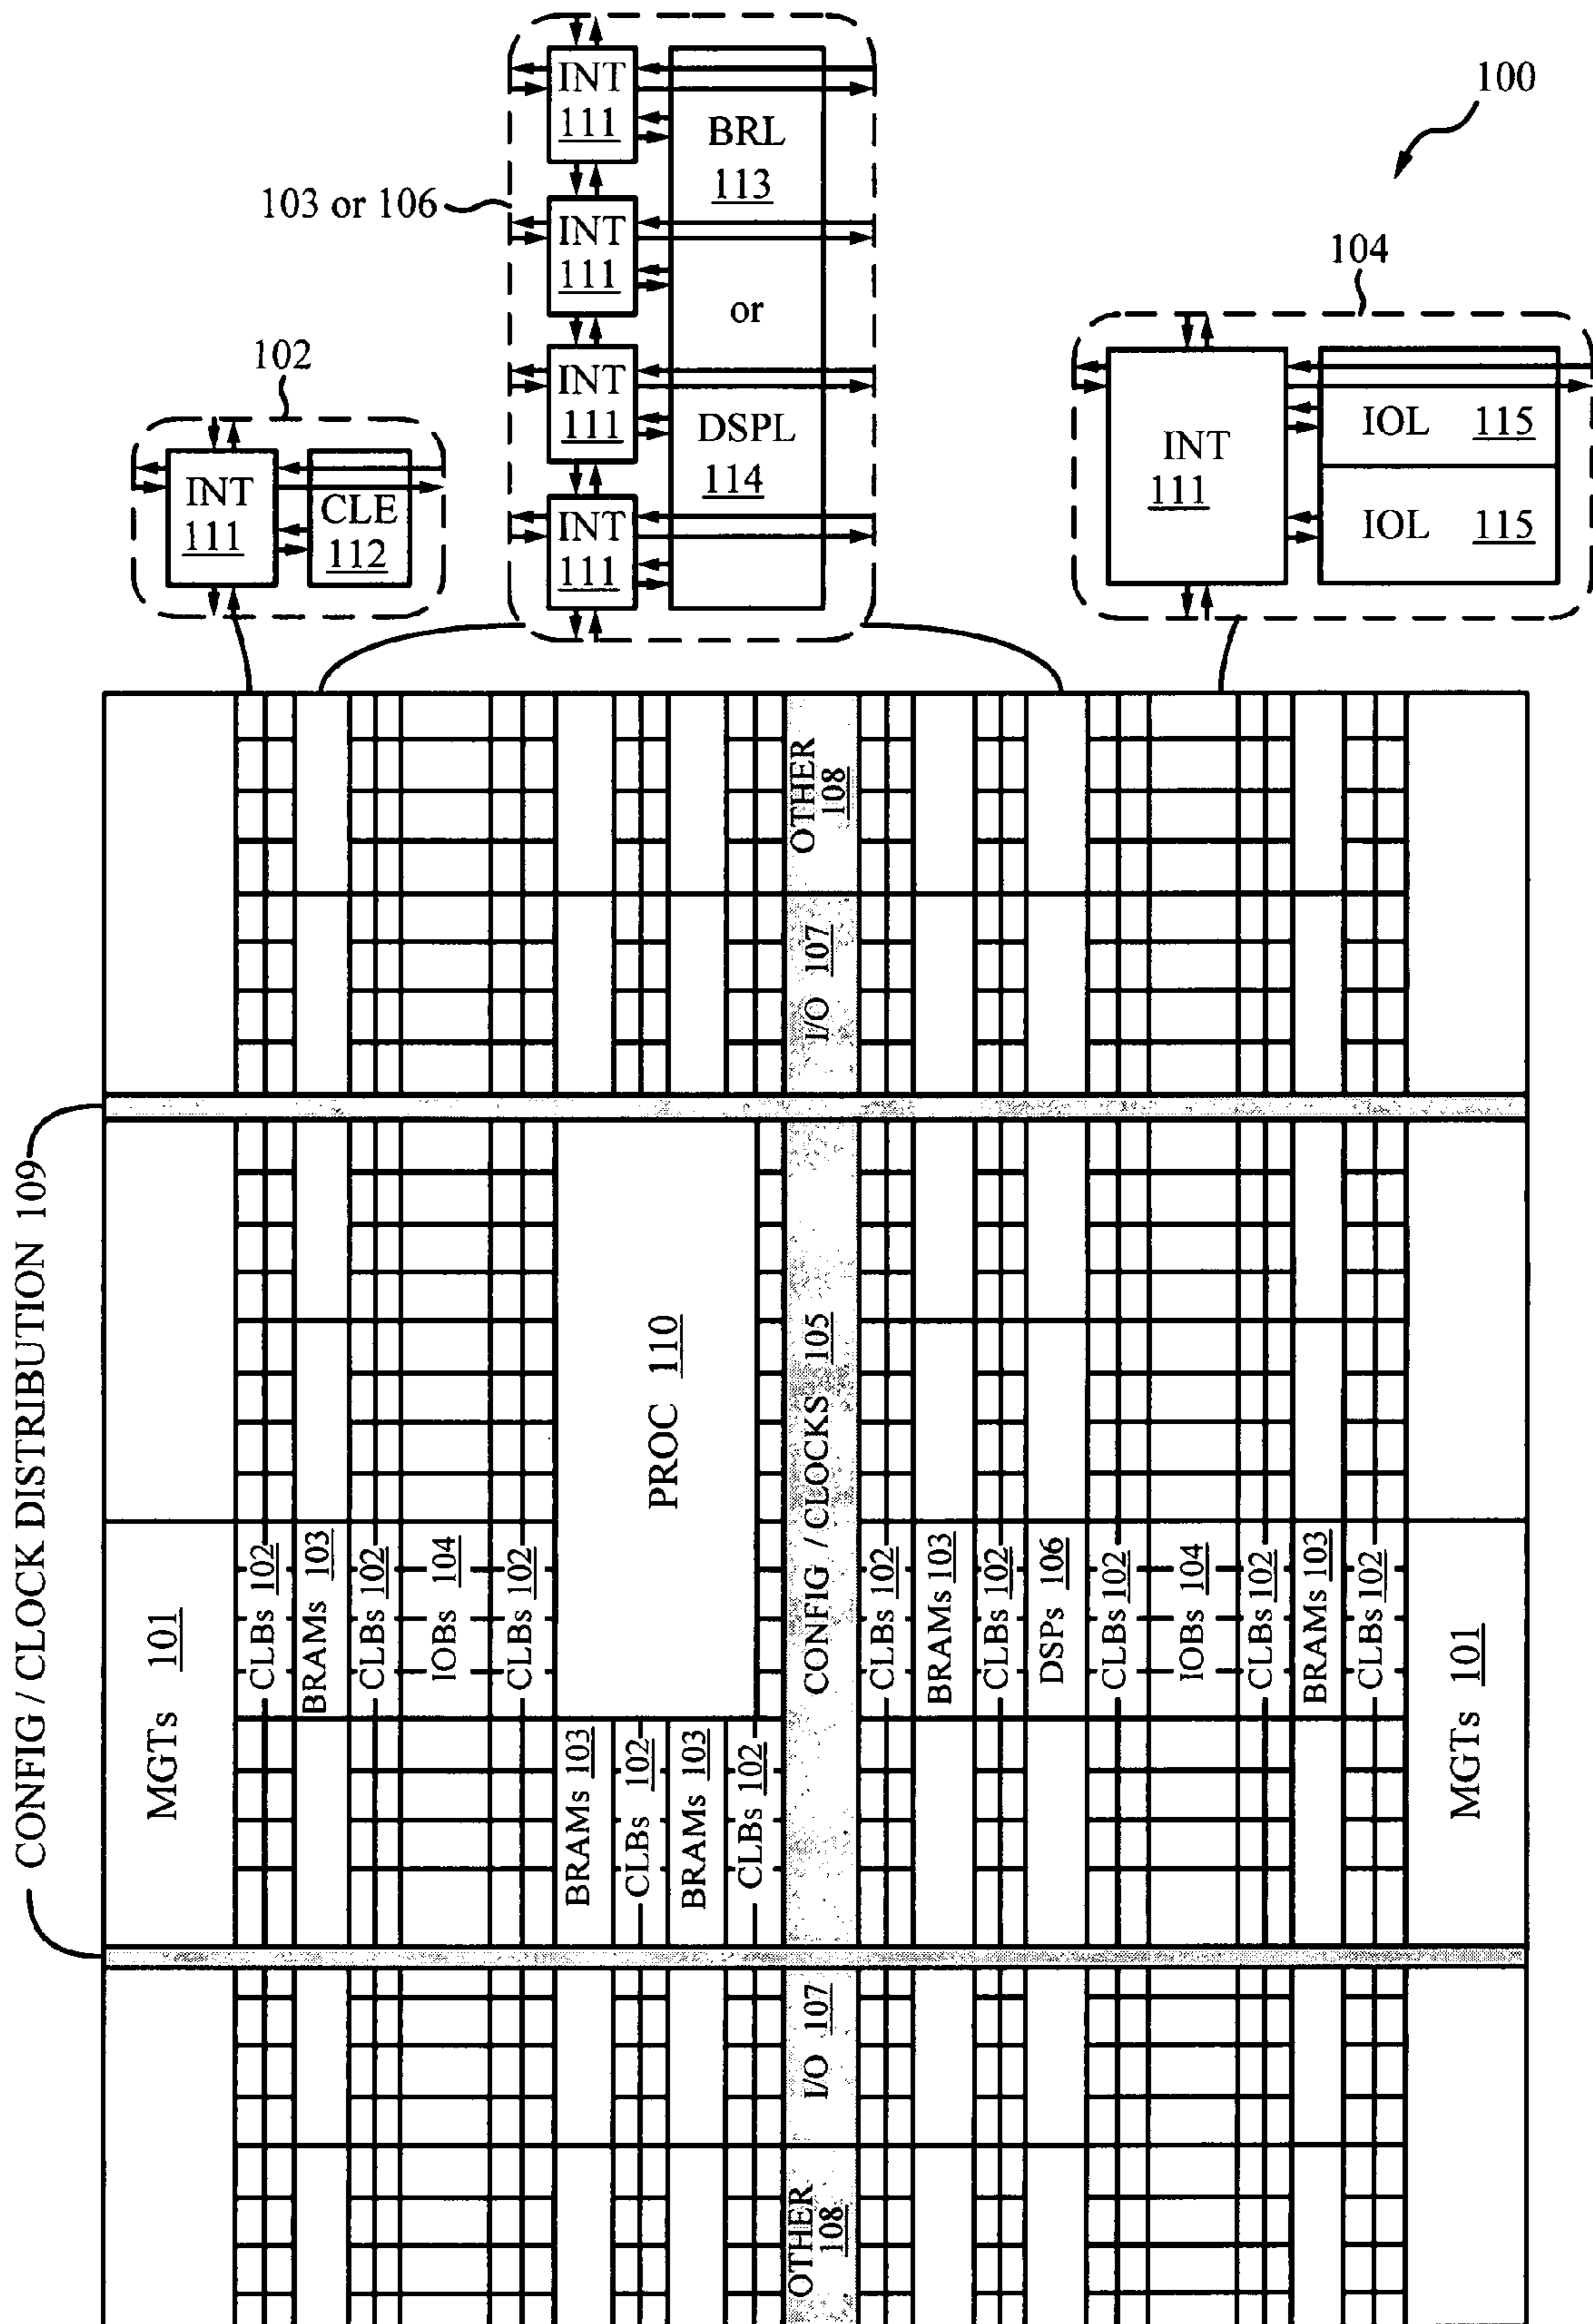 100
103 or 106
INT
111
INT
111
INT
111
INT
111
BRL
113
or
DSPL
114
102
INT
111
CLE
112
104
INT
111
IOL 115
IOL 115
OTHER
108
I/O 107
CONFIG / CLOCK DISTRIBUTION 109
PROC 110
CONFIG / CLOCKS 105
MGTs 101
CLBs 102
BRAMs 103
CLBs 102
IOBs 104
CLBs 102
BRAMs 103
CLBs 102
BRAMs 103
CLBs 102
CLBs 102
BRAMs 103
CLBs 102
DSPs 106
CLBs 102
IOBs 104
CLBs 102
BRAMs 103
CLBs 102
MGTs 101
I/O 107
OTHER
108